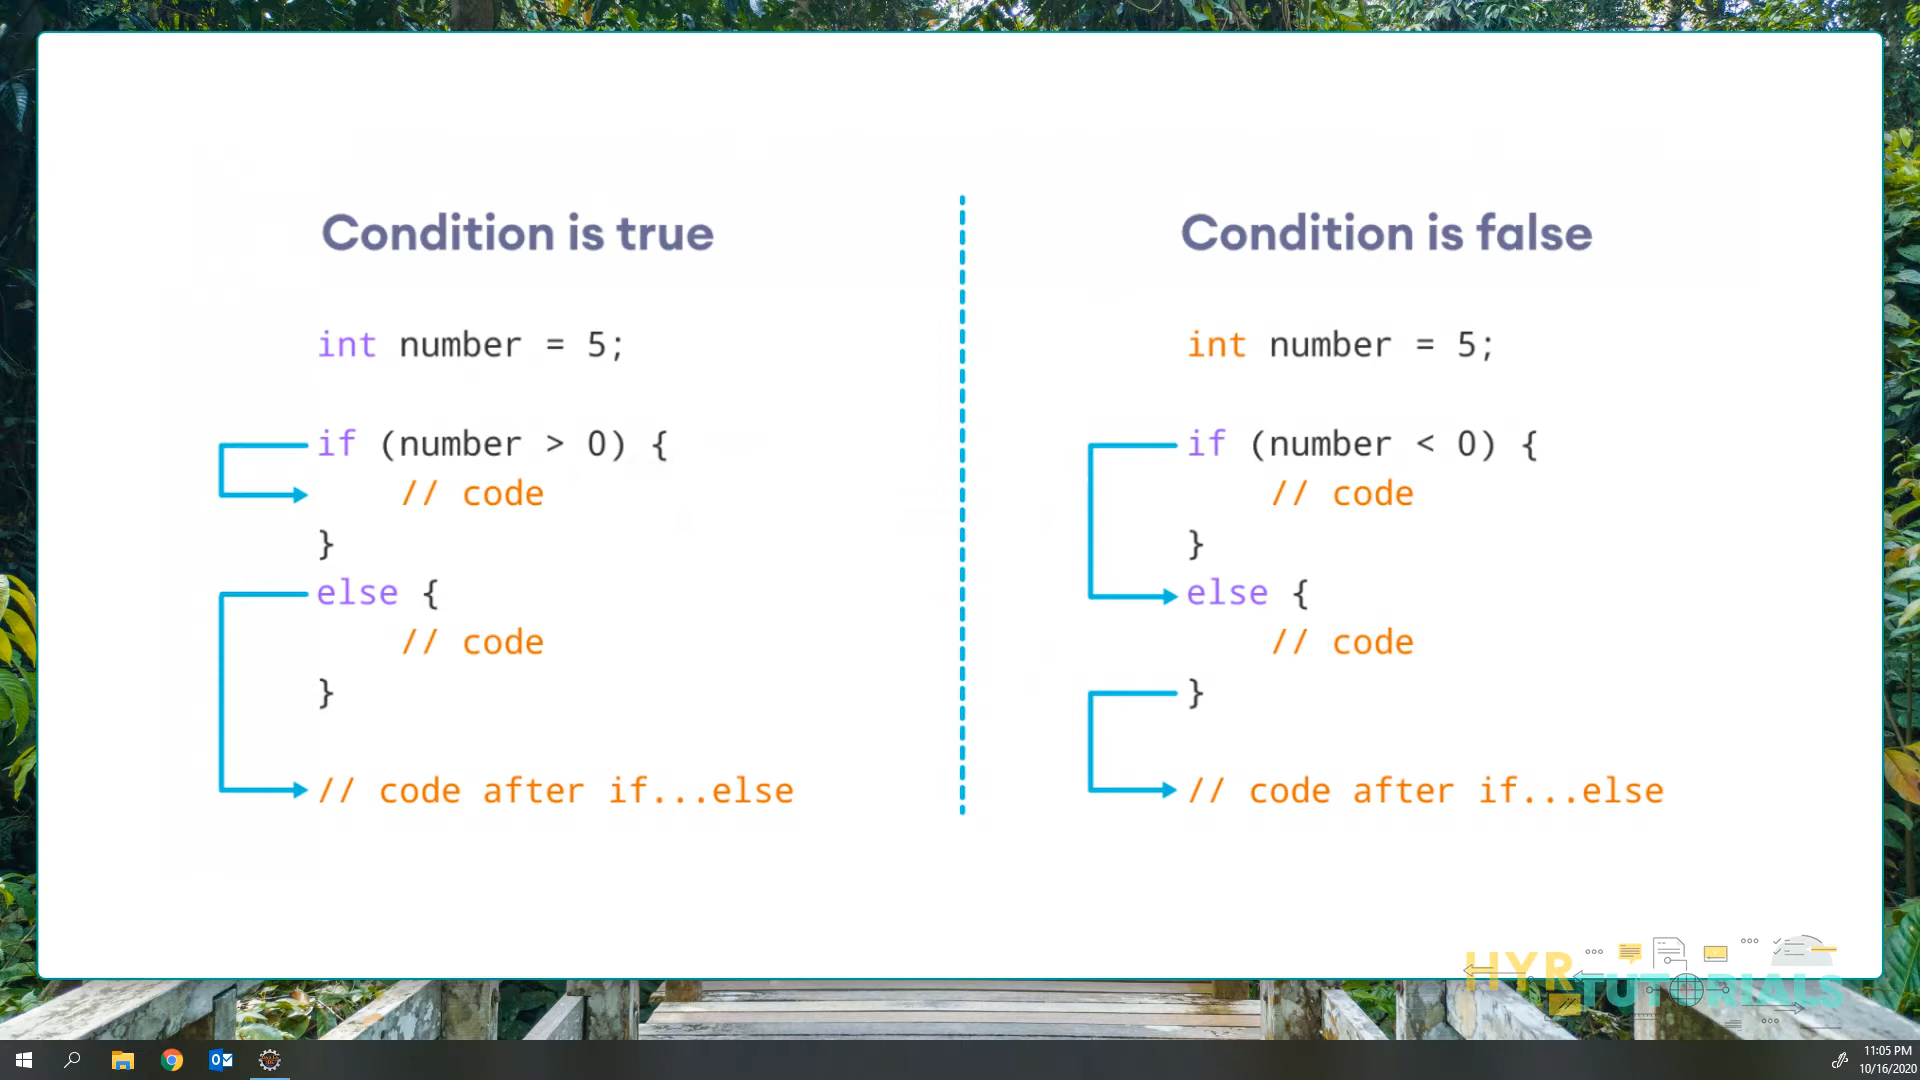 Condition is true
int number = 5;
if (number > 0) {
// code
}
else {
// code
}
// code after if...else
Condition is false
int number = 5;
if (number < 0) {
// code
}
else {
// code
}
// code after if...else
HYR
TUTORIALS
11:05 PM
10/16/2020